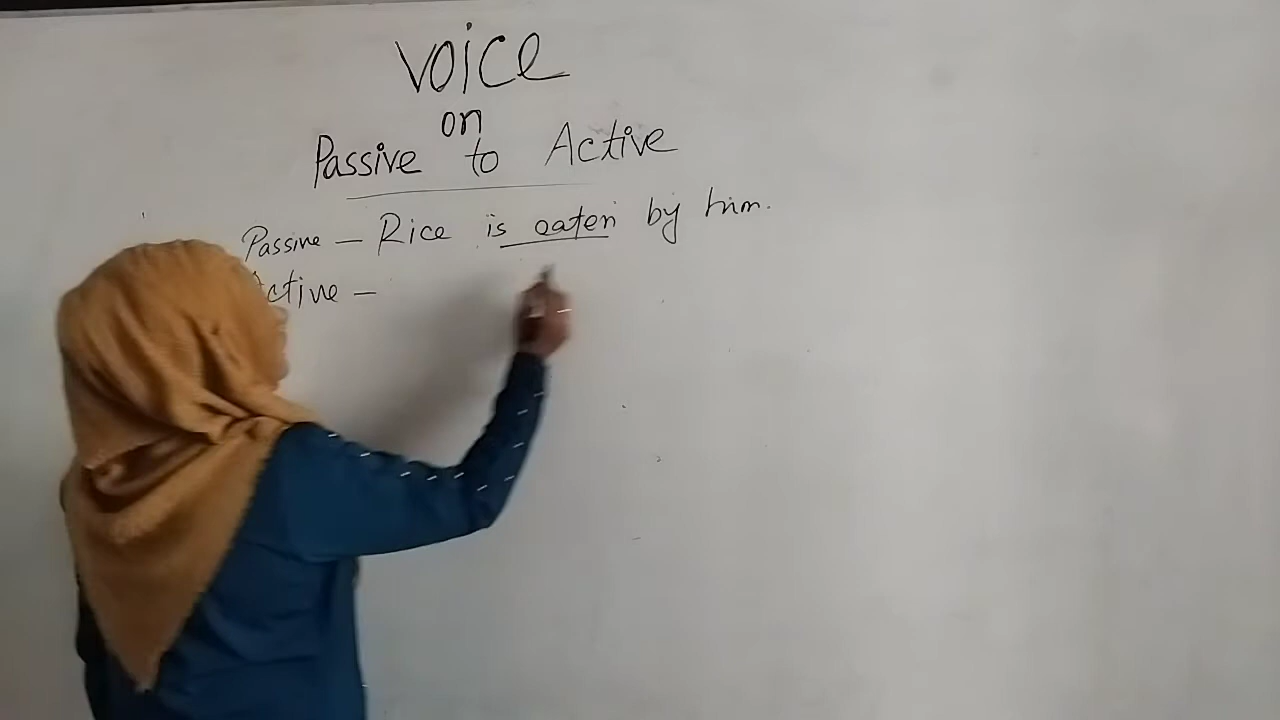 Voice
on
Passive to Active
Passive – Rice is eaten by him.
Active –